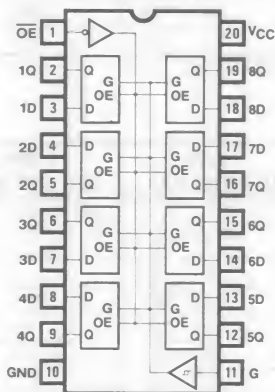 OE 1 20 VCC
1Q 2 Q G Q 19 8Q
1D 3 D OE G OE D 18 8D
2D 4 D G D 17 7D
2Q 5 Q OE G OE Q 16 7Q
3Q 6 Q G Q 15 6Q
3D 7 D OE G OE D 14 6D
4D 8 D G D 13 5D
4Q 9 Q OE G OE Q 12 5Q
GND 10 11 G